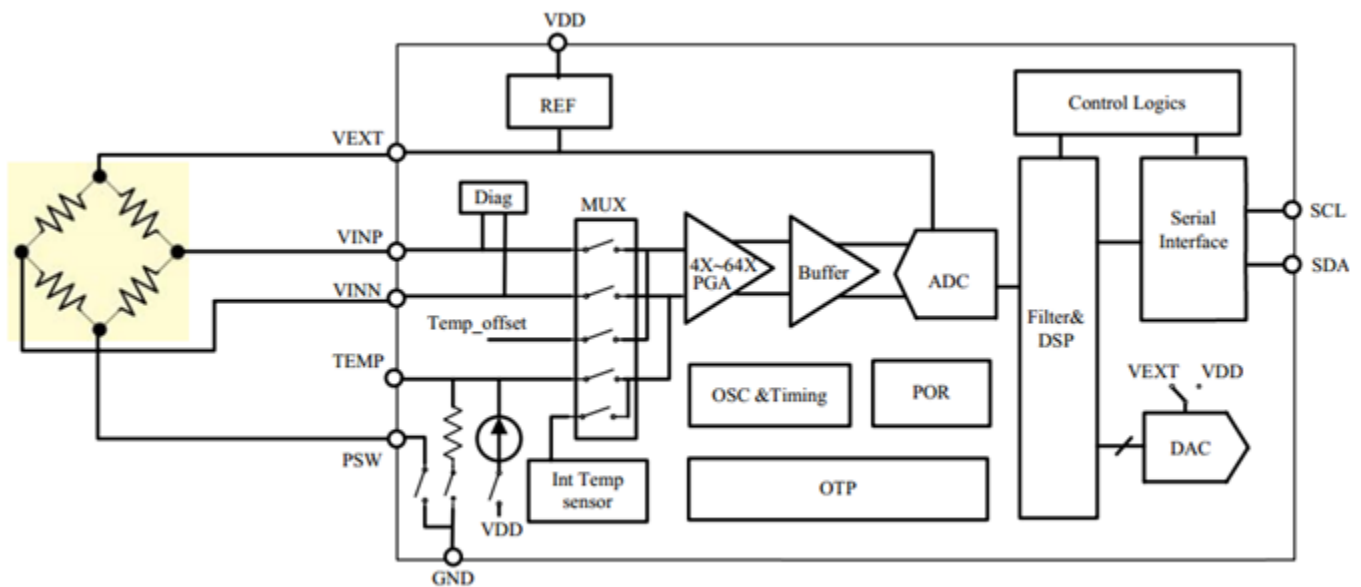 VDD
REF
Control Logics
VEXT
Diag
MUX
VINP
4X~64X
PGA
Buffer
ADC
Serial
Interface
SCL
VINN
SDA
Temp_offset
Filter&
DSP
TEMP
OSC &Timing
POR
VEXT VDD
DAC
PSW
Int Temp
sensor
OTP
VDD
GND